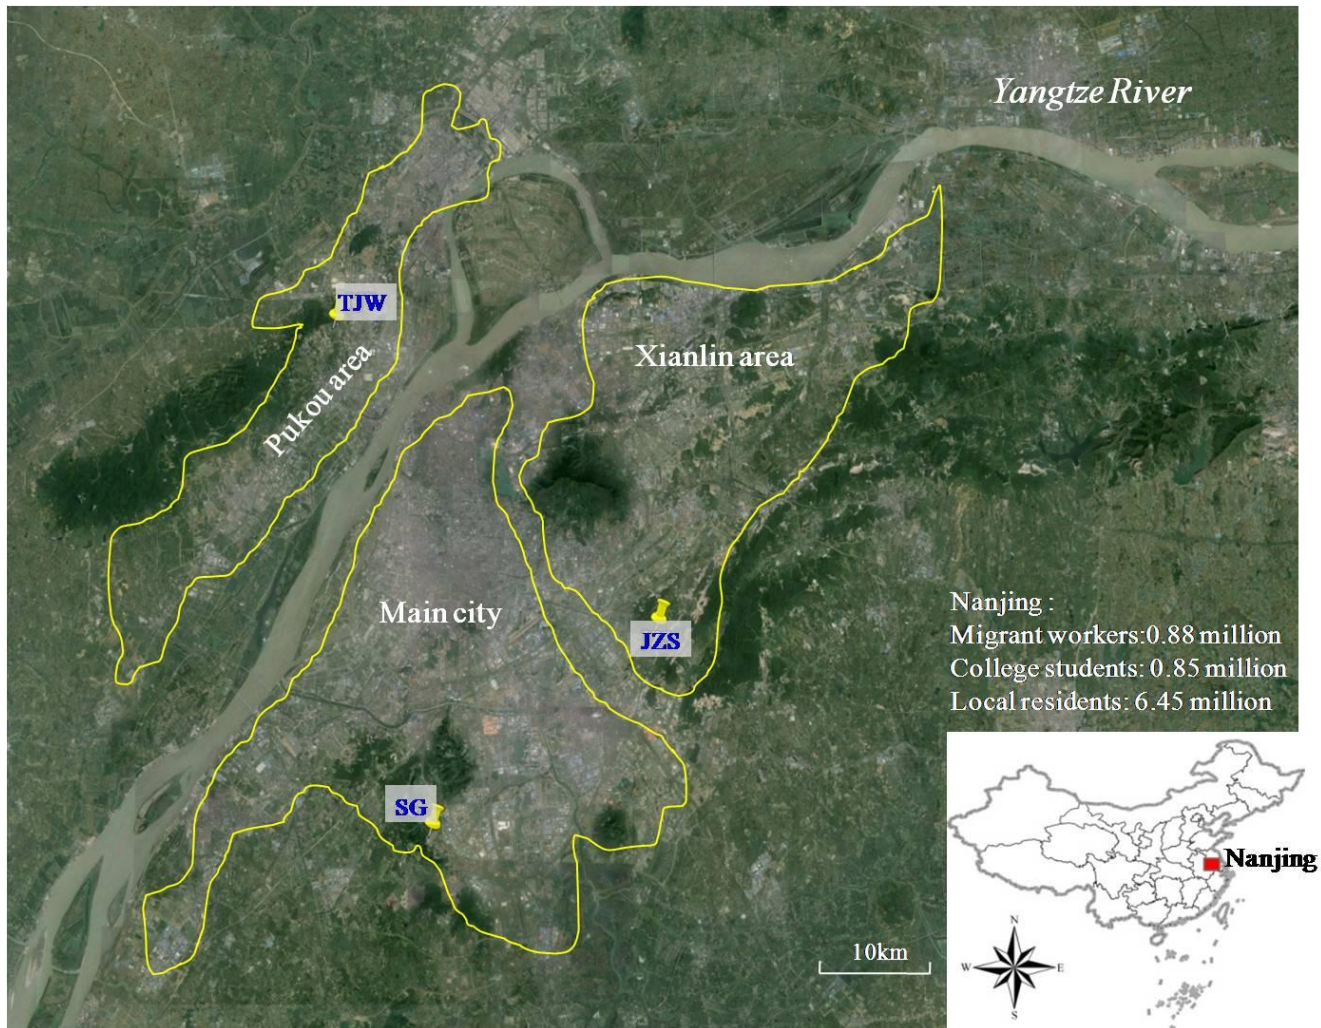 Yangtze River
TJW
Xianlin area
Pukou area
Main city
JZS
Nanjing :
Migrant workers:0.88 million
College students: 0.85 million
Local residents: 6.45 million
SG
Nanjing
10km
N
W
E
S